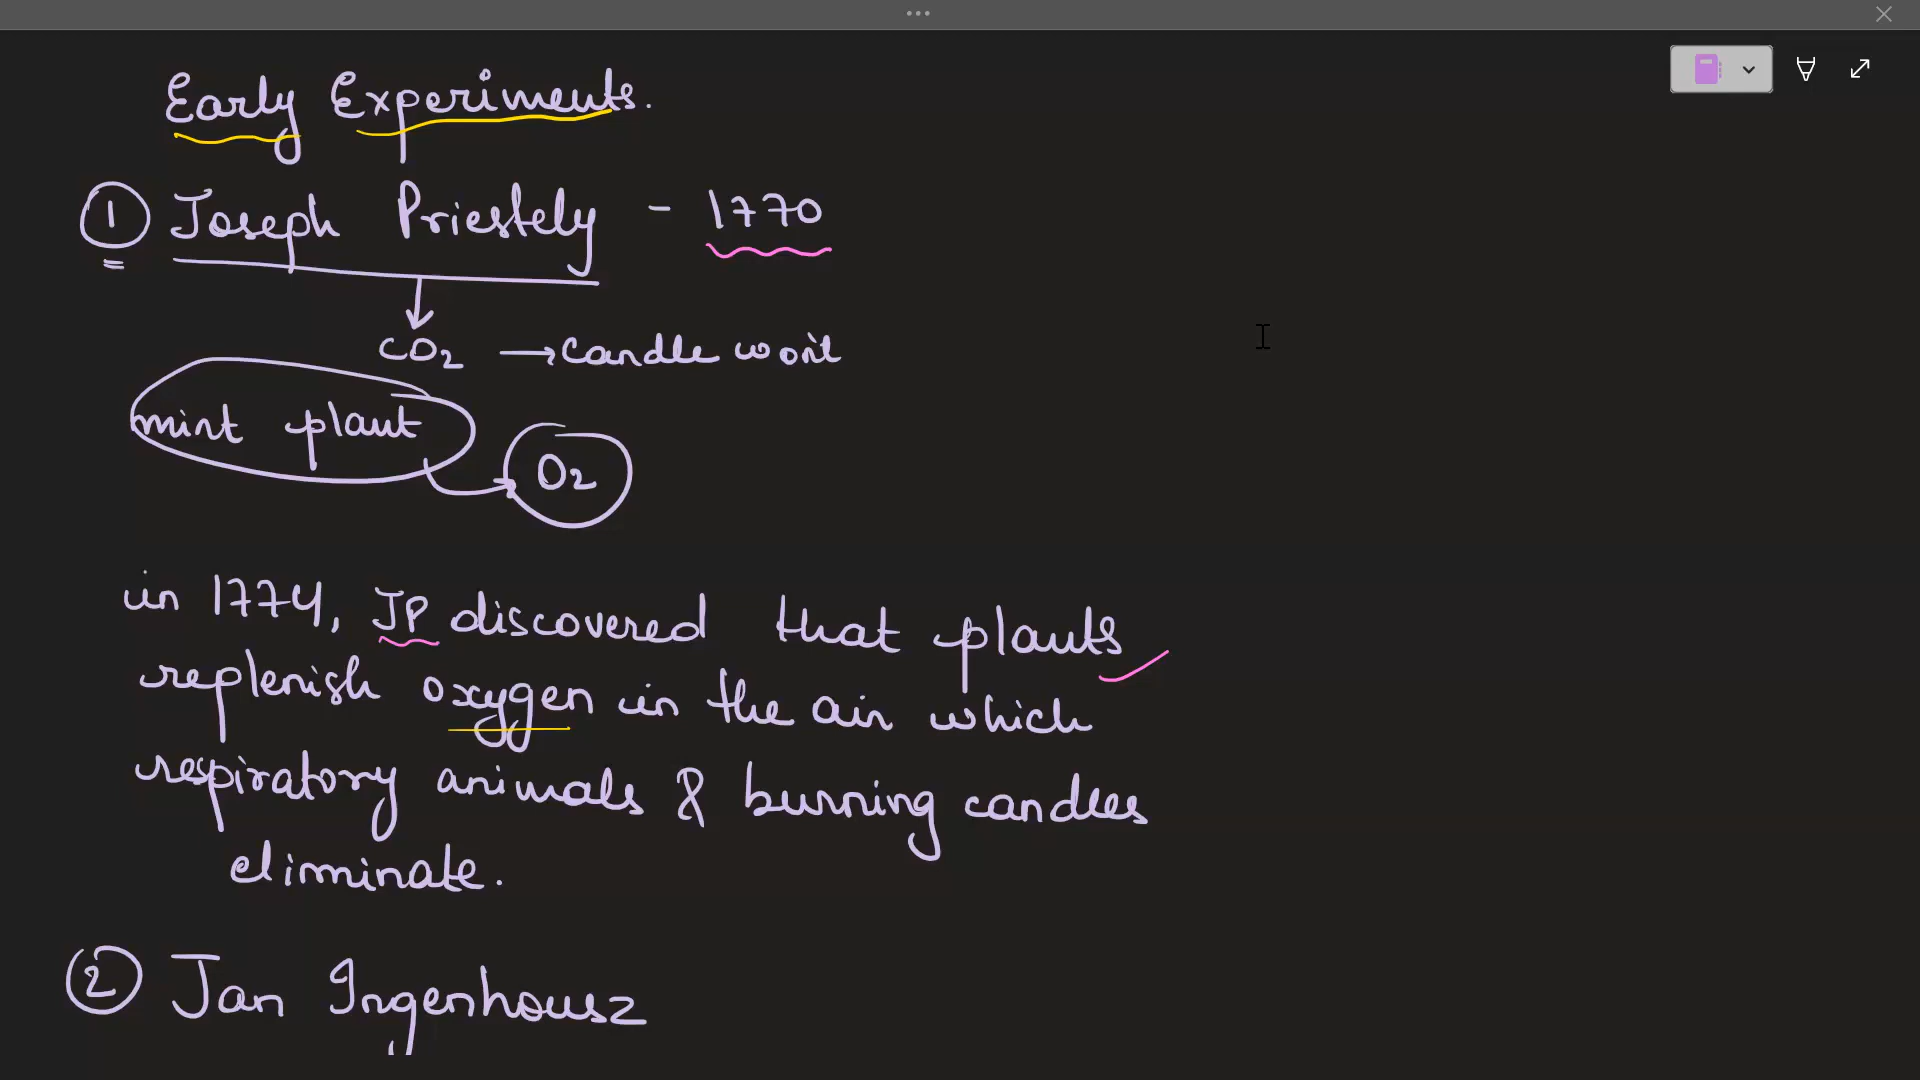 Early Experiments.
① Joseph Priestely - 1770
CO₂ → Candle won't
mint plant
O₂
in 1774, JP discovered that plants
replenish oxygen in the air which
respiratory animals & burning candles
eliminate.
② Jan Ingenhousz